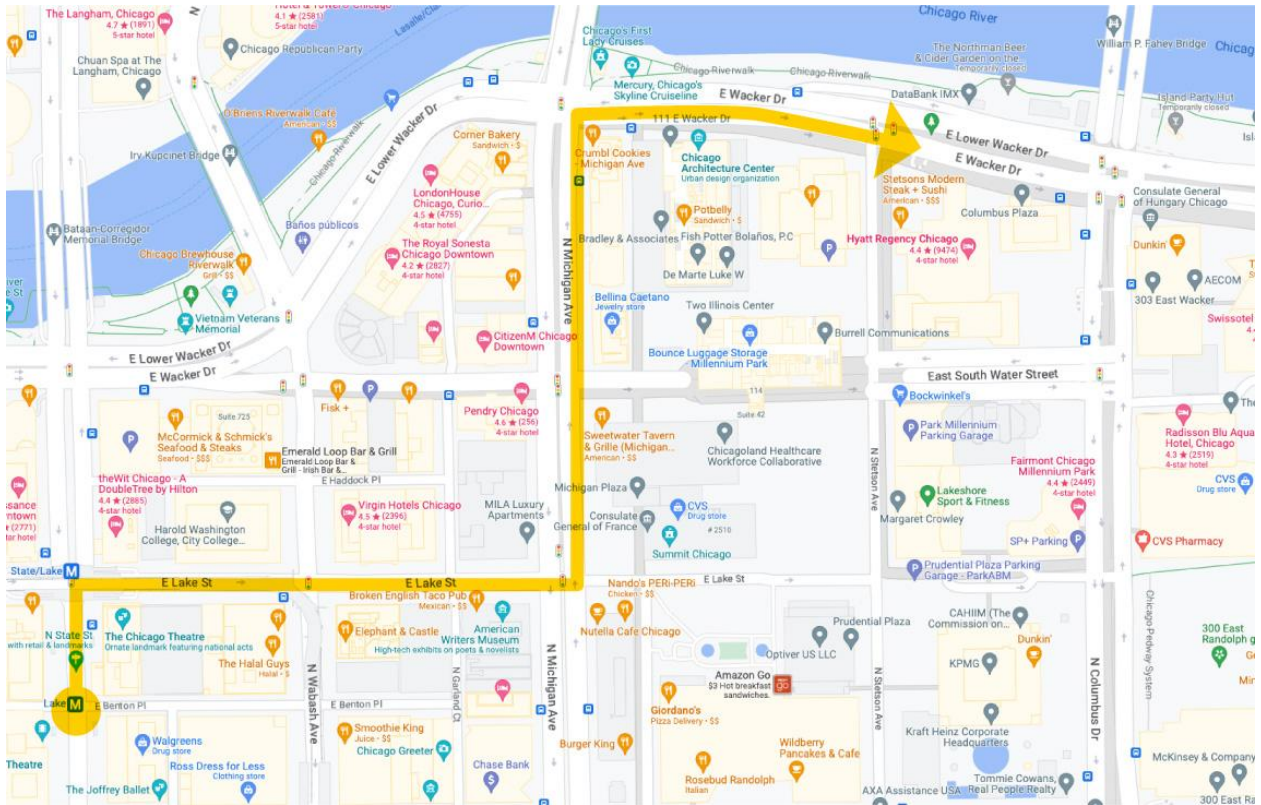 The Langham, Chicago
4.7 ★ (1891)
5-star hotel
4.1 ★ (2581)
5-star hotel
Chicago Republican Party
Chuan Spa at The
Langham, Chicago
O'Briens Riverwalk Cafe
American • $$
Irv Kupcinet Bridge
Chicago Riverwalk
E Lower Wacker Dr
Chicago's First
Lady Cruises
Mercury, Chicago's
Skyline Cruiseline
Chicago Riverwalk
Chicago Riverwalk
Chicago River
The Northman Beer
& Cider Garden on the...
Temporarily closed
William P. Fahey Bridge
Chicag
DataBank IMX
Island Party Hut
Temporarily closed
Isl
E Wacker Dr
111 E Wacker Dr
E Lower Wacker Dr
E Wacker Dr
Corner Bakery
Sandwich • $
Crumbl Cookies
- Michigan Ave
Chicago
Architecture Center
Urban design organization
Stetsons Modern
Steak + Sushi
American • $$$
Columbus Plaza
Consulate General
of Hungary Chicago
LondonHouse
Chicago, Curio...
4.5 ★ (4755)
4-star hotel
Potbelly
Sandwich • $
Bradley & Associates
Fish Potter Bolaños, P.C
De Marte Luke W
Hyatt Regency Chicago
4.4 ★ (9474)
4-star hotel
Dunkin'
AECOM
303 East Wacker
Bataan-Corregidor
Memorial Bridge
Baños públicos
The Royal Sonesta
Chicago Downtown
4.2 ★ (2827)
4-star hotel
N Michigan Ave
Chicago Brewhouse
Riverwalk
Grill • $$
iver
e St
Vietnam Veterans
Memorial
Bellina Caetano
Jewelry store
Two Illinois Center
Burrell Communications
Swissotel
CitizenM Chicago
Downtown
Bounce Luggage Storage
Millennium Park
E Lower Wacker Dr
E Wacker Dr
East South Water Street
114
Suite 42
Bockwinkel's
The
Fisk +
Pendry Chicago
4.6 ★ (256)
4-star hotel
Suite 725
McCormick & Schmick's
Seafood & Steaks
Seafood • $$$
Emerald Loop Bar & Grill
Emerald Loop Bar &
Grill - Irish Bar &...
Sweetwater Tavern
& Grille (Michigan...
American • $$
Chicagoland Healthcare
Workforce Collaborative
Park Millennium
Parking Garage
Radisson Blu Aqua
Hotel, Chicago
4.3 ★ (2519)
4-star hotel
theWit Chicago - A
DoubleTree by Hilton
4.4 ★ (2885)
4-star hotel
E Haddock Pl
Michigan Plaza
N Stetson Ave
Fairmont Chicago
Millennium Park
4.4 ★ (2449)
4-star hotel
CVS
Drug store
Lakeshore
Sport & Fitness
Margaret Crowley
ssance
ntown
(2771)
tar hotel
Harold Washington
College, City College...
Virgin Hotels Chicago
4.5 ★ (2396)
4-star hotel
MILA Luxury
Apartments
Consulate
General of France
CVS
Drug store
# 2510
Summit Chicago
SP+ Parking
CVS Pharmacy
State/Lake
E Lake St
E Lake St
E Lake St
Prudential Plaza Parking
Garage - ParkABM
Broken English Taco Pub
Mexican • $$
Nando's PERi-PERi
Chicken • $$
Nutella Cafe Chicago
N State St
with retail & landmarks
The Chicago Theatre
Ornate landmark featuring national acts
Elephant & Castle
American
Writers Museum
High-tech exhibits on poets & novelists
Prudential Plaza
Optiver US LLC
CAHIIM (The
Commission on...
Dunkin'
Chicago Pedway System
300 East
Randolph g
The Halal Guys
Halal • $
N Wabash Ave
N Garland Ct
N Michigan Ave
Amazon Go
$3 Hot breakfast
sandwiches.
N Stetson Ave
KPMG
N Columbus Dr
Lake
E Benton Pl
E Benton Pl
Giordano's
Pizza Delivery • $$
Walgreens
Drug store
Smoothie King
Juice • $$
Chicago Greeter
Burger King
Wildberry
Pancakes & Cafe
Kraft Heinz Corporate
Headquarters
McKinsey & Company
Theatre
Ross Dress for Less
Clothing store
Chase Bank
Rosebud Randolph
Italian
The Joffrey Ballet
AXA Assistance USA
Tommie Cowans,
Real People Realty
300 East Ra